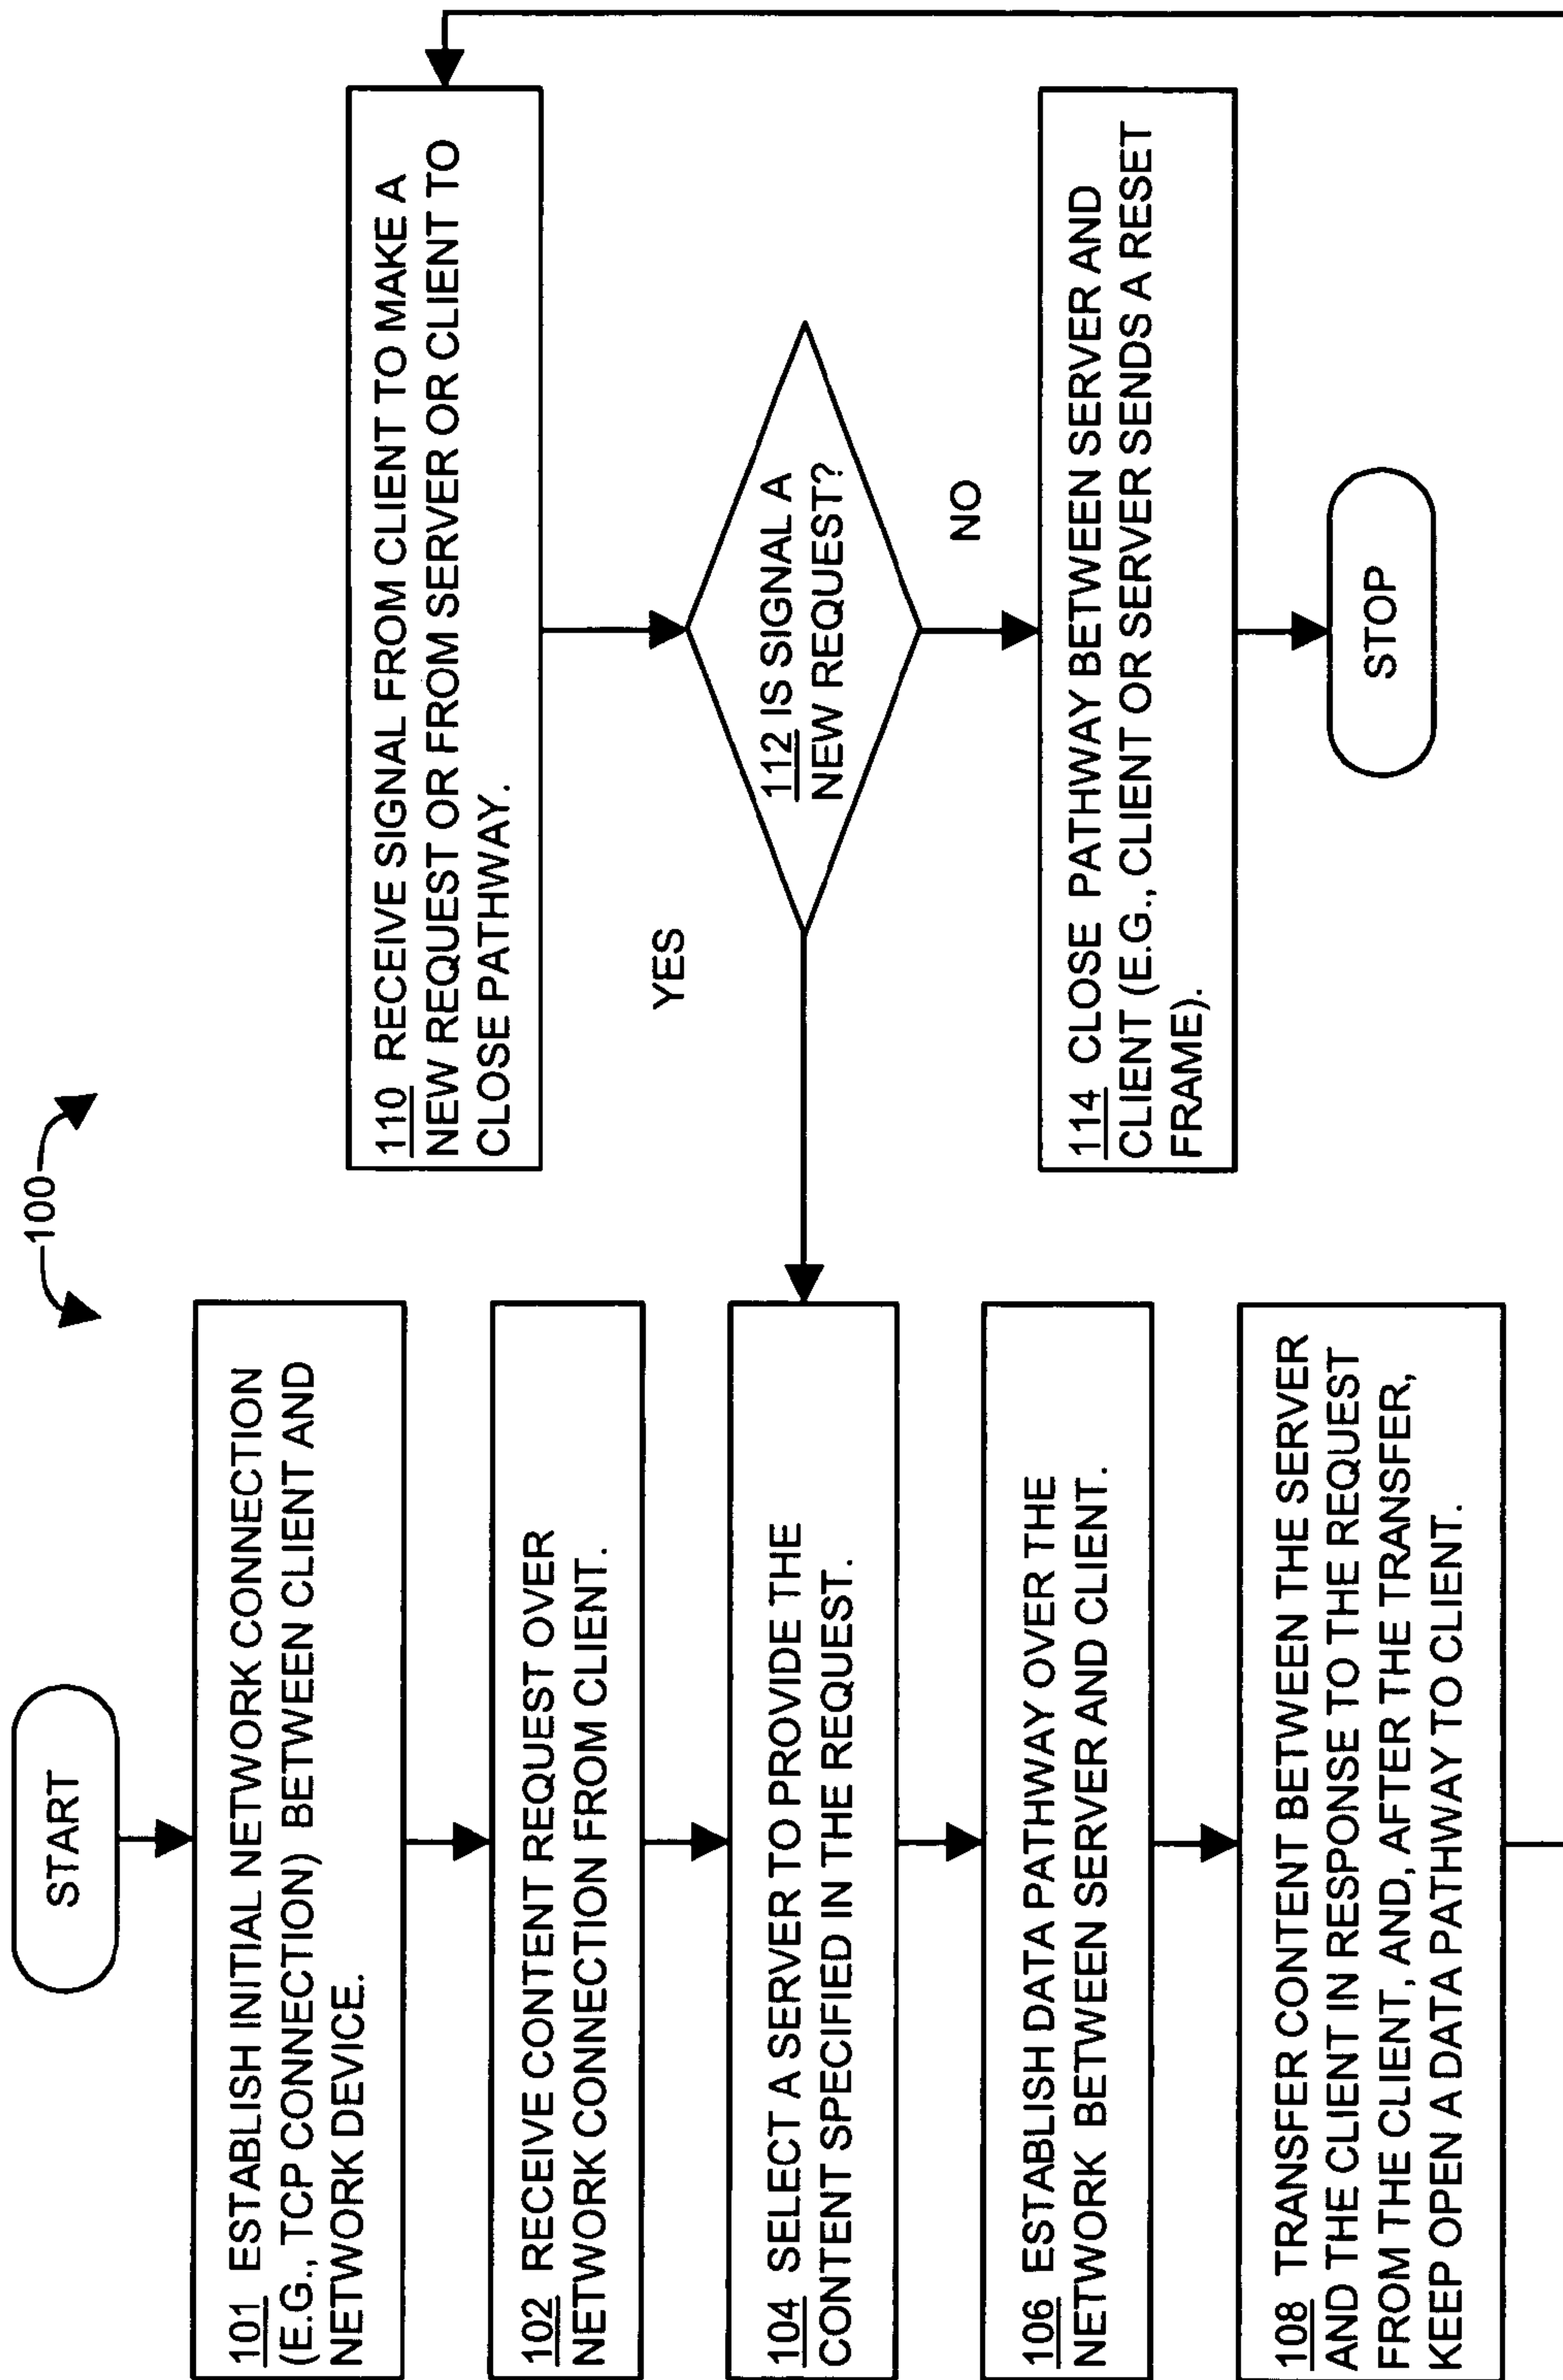 100
START
101 ESTABLISH INITIAL NETWORK CONNECTION
(E.G., TCP CONNECTION) BETWEEN CLIENT AND
NETWORK DEVICE.
102 RECEIVE CONTENT REQUEST OVER
NETWORK CONNECTION FROM CLIENT.
104 SELECT A SERVER TO PROVIDE THE
CONTENT SPECIFIED IN THE REQUEST.
106 ESTABLISH DATA PATHWAY OVER THE
NETWORK BETWEEN SERVER AND CLIENT.
108 TRANSFER CONTENT BETWEEN THE SERVER
AND THE CLIENT IN RESPONSE TO THE REQUEST
FROM THE CLIENT, AND, AFTER THE TRANSFER,
KEEP OPEN A DATA PATHWAY TO CLIENT.
110 RECEIVE SIGNAL FROM CLIENT TO MAKE A
NEW REQUEST OR FROM SERVER OR CLIENT TO
CLOSE PATHWAY.
YES
112 IS SIGNAL A
NEW REQUEST?
NO
114 CLOSE PATHWAY BETWEEN SERVER AND
CLIENT (E.G., CLIENT OR SERVER SENDS A RESET
FRAME).
STOP